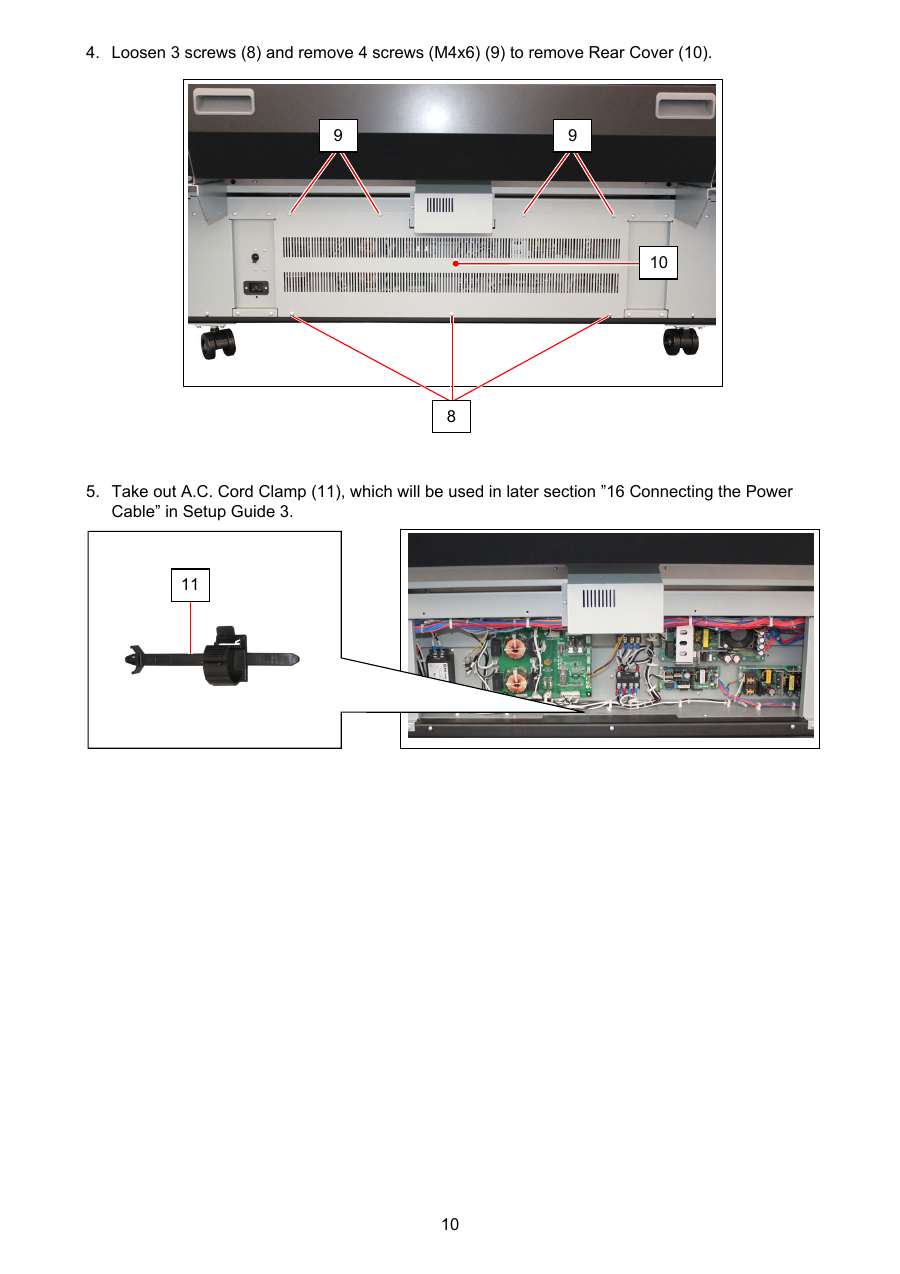 4. Loosen 3 screws (8) and remove 4 screws (M4x6) (9) to remove Rear Cover (10).
9 9
10
8
5. Take out A.C. Cord Clamp (11), which will be used in later section ”16 Connecting the Power
Cable” in Setup Guide 3.
11
10